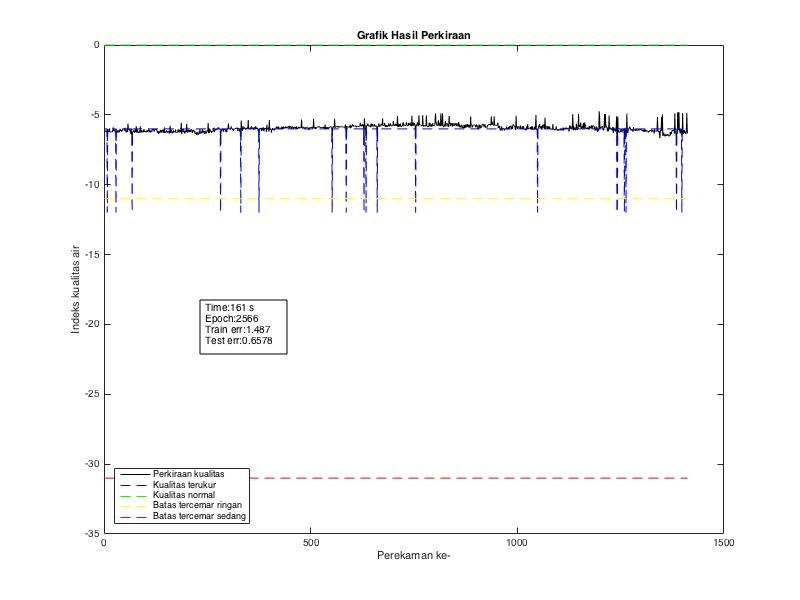 Grafik Hasil Perkiraan
0
-5
-10
-15
-20
-25
-30
-35
Indeks kualitas air
Time:161 s
Epoch:2566
Train err:1.487
Test err:0.6578
Perkiraan kualitas
Kualitas terukur
Kualitas normal
Batas tercemar ringan
Batas tercemar sedang
0 500 1000 1500
Perekaman ke-